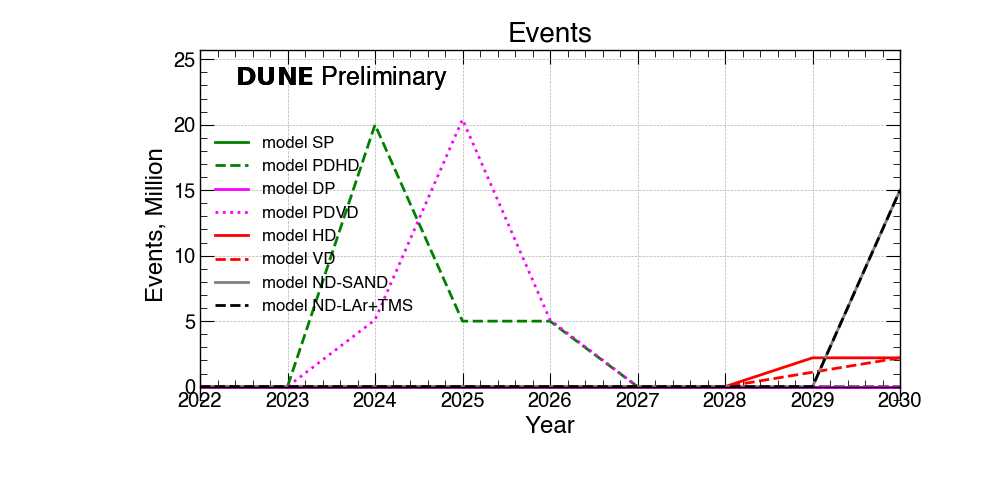 Events
DUNE Preliminary
Events, Million
25
20
15
10
5
0
model SP
model PDHD
model DP
model PDVD
model HD
model VD
model ND-SAND
model ND-LAr+TMS
2022 2023 2024 2025 2026 2027 2028 2029 2030
Year